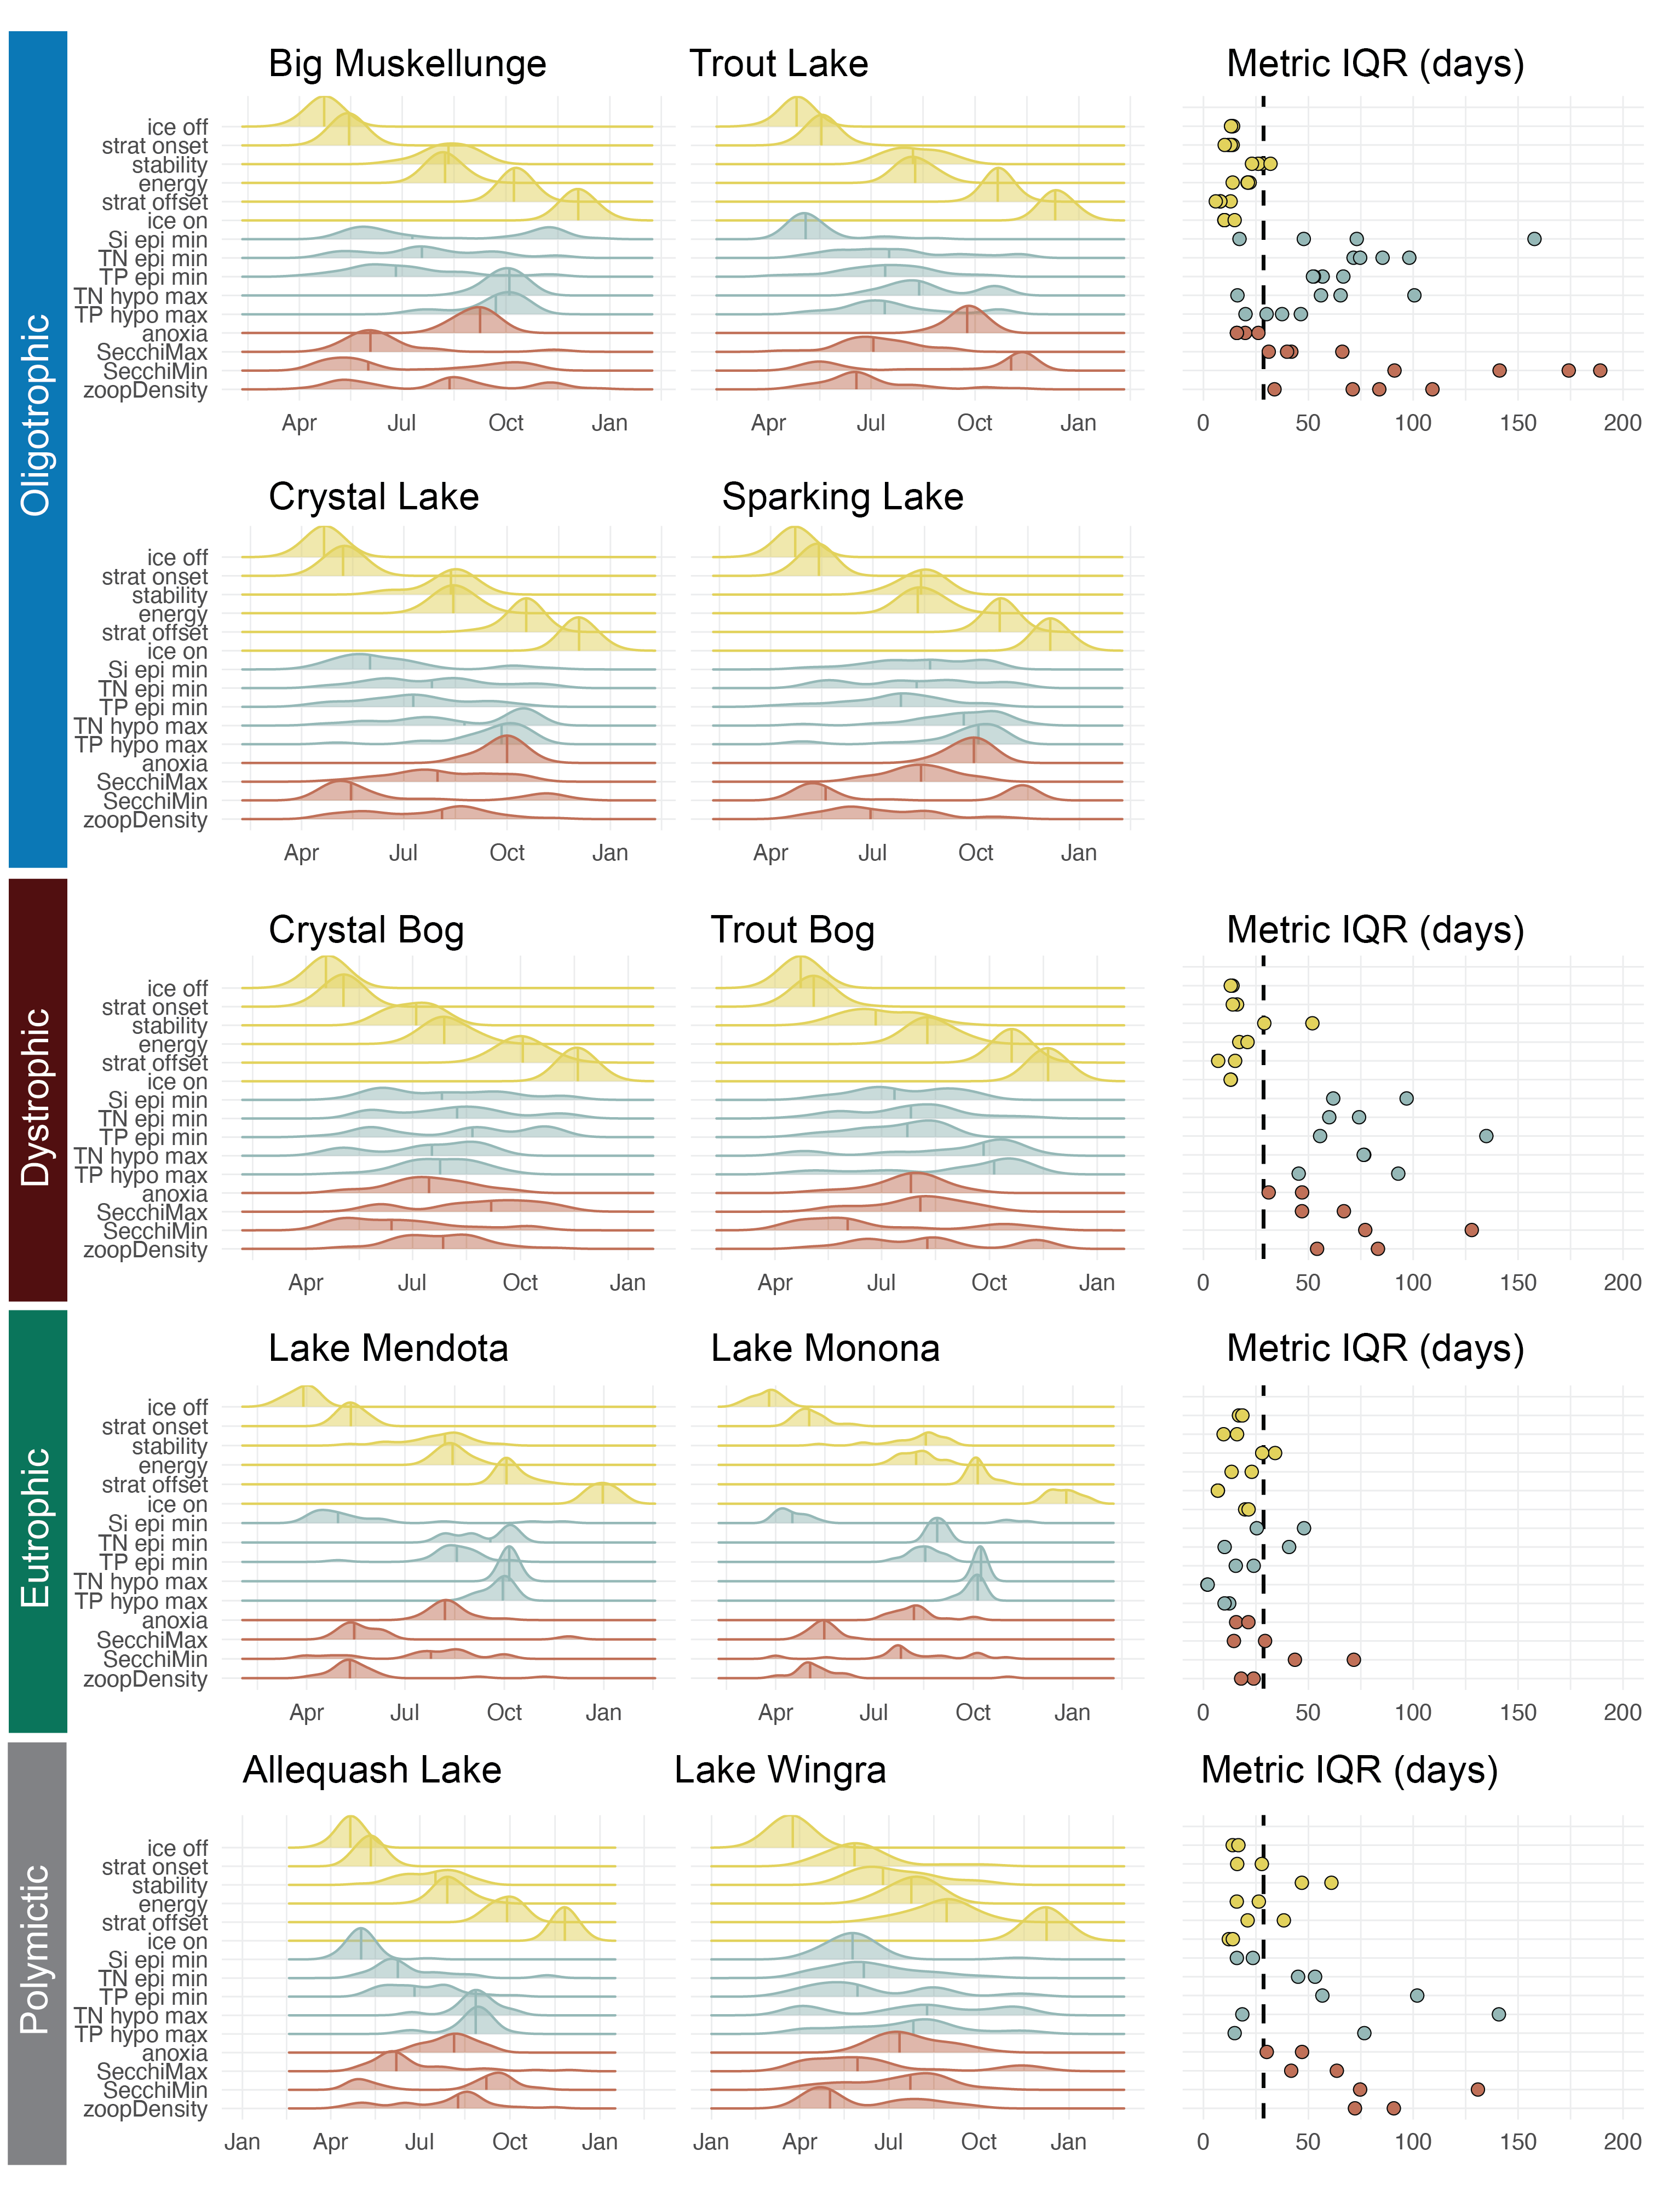 Oligotrophic
Big Muskellunge
Trout Lake
Metric IQR (days)
ice off
strat onset
stability
energy
strat offset
ice on
Si epi min
TN epi min
TP epi min
TN hypo max
TP hypo max
anoxia
SecchiMax
SecchiMin
zoopDensity
Apr Jul Oct Jan
Apr Jul Oct Jan
0 50 100 150 200
Crystal Lake
Sparking Lake
ice off
strat onset
stability
energy
strat offset
ice on
Si epi min
TN epi min
TP epi min
TN hypo max
TP hypo max
anoxia
SecchiMax
SecchiMin
zoopDensity
Apr Jul Oct Jan
Apr Jul Oct Jan
Dystrophic
Crystal Bog
Trout Bog
Metric IQR (days)
ice off
strat onset
stability
energy
strat offset
ice on
Si epi min
TN epi min
TP epi min
TN hypo max
TP hypo max
anoxia
SecchiMax
SecchiMin
zoopDensity
Apr Jul Oct Jan
Apr Jul Oct Jan
0 50 100 150 200
Eutrophic
Lake Mendota
Lake Monona
Metric IQR (days)
ice off
strat onset
stability
energy
strat offset
ice on
Si epi min
TN epi min
TP epi min
TN hypo max
TP hypo max
anoxia
SecchiMax
SecchiMin
zoopDensity
Apr Jul Oct Jan
Apr Jul Oct Jan
0 50 100 150 200
Polymictic
Allequash Lake
Lake Wingra
Metric IQR (days)
ice off
strat onset
stability
energy
strat offset
ice on
Si epi min
TN epi min
TP epi min
TN hypo max
TP hypo max
anoxia
SecchiMax
SecchiMin
zoopDensity
Jan Apr Jul Oct Jan
Jan Apr Jul Oct Jan
0 50 100 150 200